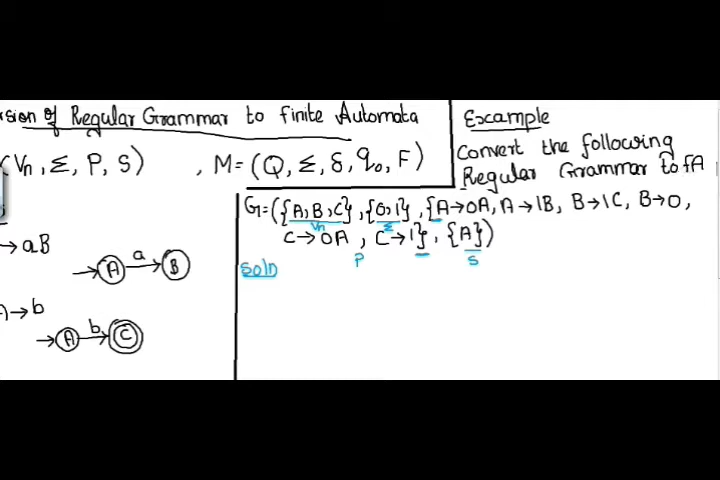 rsion of Regular Grammar to finite Automata
(Vn, Σ, P, S) , M=(Q, Σ, δ, q0, F)
→aB
A a B
A→b
A b C
Example
Convert the following
Regular Grammar to fA
G=({A,B,C}, {0,1}, {A→0A, A→1B, B→1C, B→0,
Vn Σ
C→0A , C→1}, {A})
P S
Soln